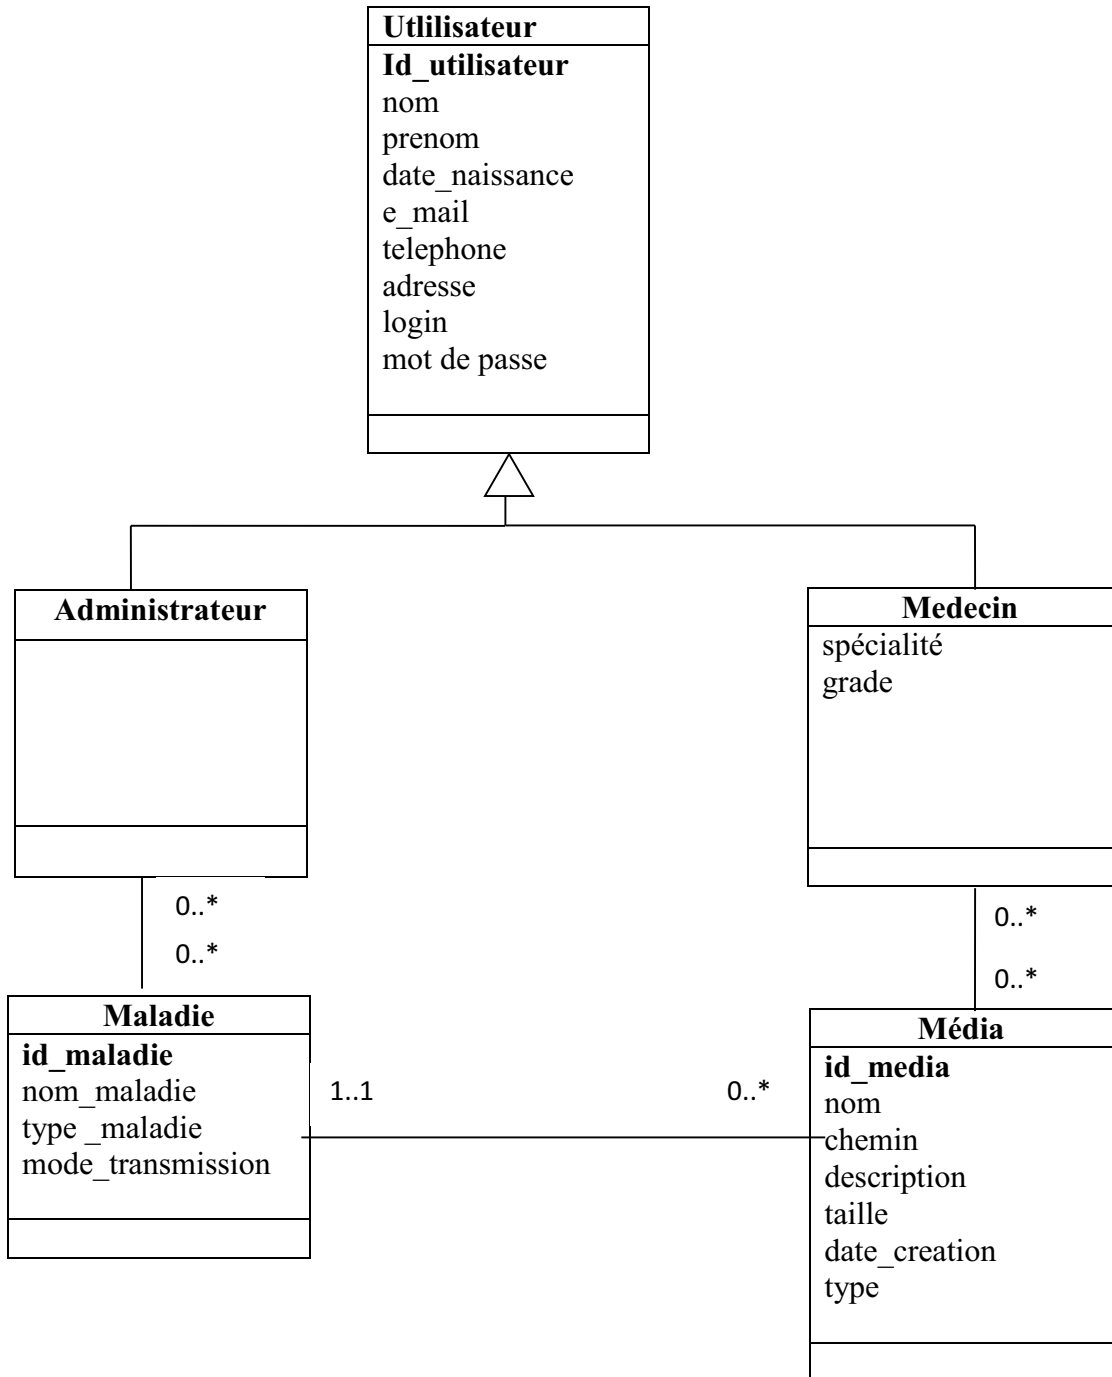 Utlilisateur
Id_utilisateur
nom
prenom
date_naissance
e_mail
telephone
adresse
login
mot de passe
Administrateur
Medecin
spécialité
grade
0..*
0..*
0..*
0..*
Maladie
id_maladie
nom_maladie
type _maladie
mode_transmission
1..1
0..*
Média
id_media
nom
chemin
description
taille
date_creation
type